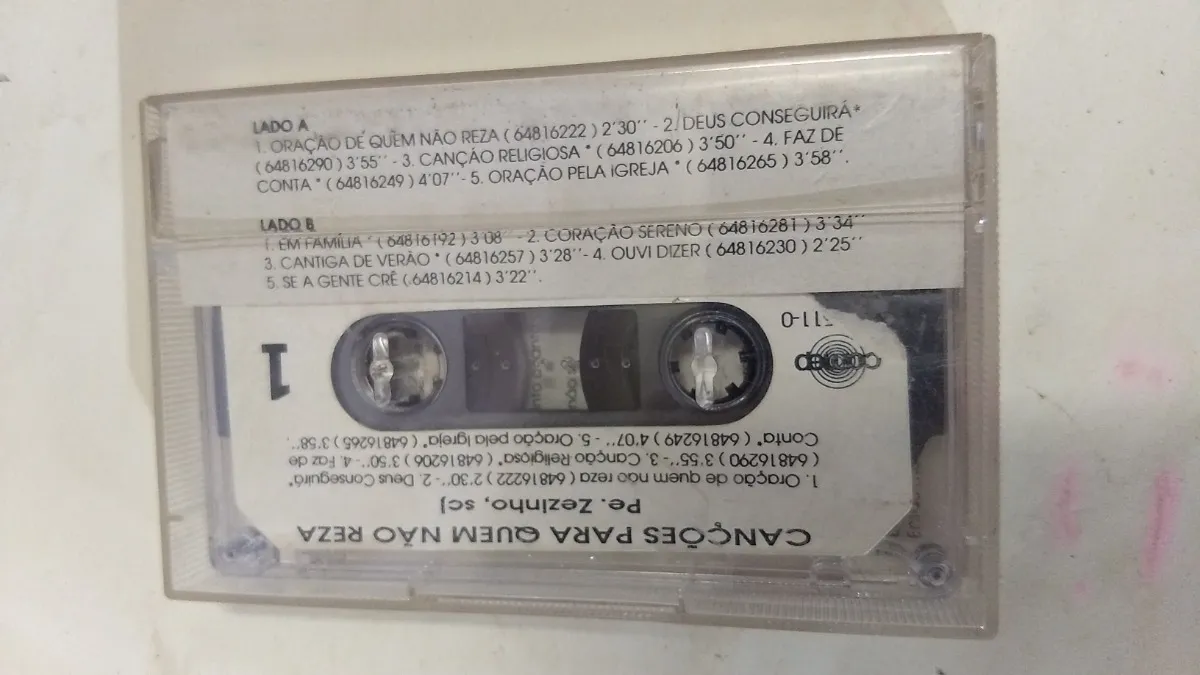 LADO A
1. ORAÇÃO DE QUEM NÃO REZA ( 64816222 ) 2'30'' - 2. DEUS CONSEGUIRÁ*
( 64816290 ) 3'55'' - 3. CANÇÃO RELIGIOSA * ( 64816206 ) 3'50'' - 4. FAZ DE
CONTA * ( 64816249 ) 4'07''- 5. ORAÇÃO PELA IGREJA * ( 64816265 ) 3'58''.
LADO B
1. EM FAMÍLIA * ( 64816192 ) 3'08'' - 2. CORAÇÃO SERENO ( 64816281 ) 3'34''
3. CANTIGA DE VERÃO * ( 64816257 ) 3'28''- 4. OUVI DIZER ( 64816230 ) 2'25''
5. SE A GENTE CRÊ ( 64816214 ) 3'22''.
CANÇÕES PARA QUEM NÃO REZA
Pe. Zezinho, scj
1. Oração de quem não reza ( 64816222 ) 2'30''- 2. Deus Conseguirá*
( 64816290 ) 3'55''- 3. Canção Religiosa* ( 64816206 ) 3'50''- 4. Faz de
Conta* ( 64816249 ) 4'07'' - 5. Oração pela Igreja* ( 64816265 ) 3'58''.
1
11-0